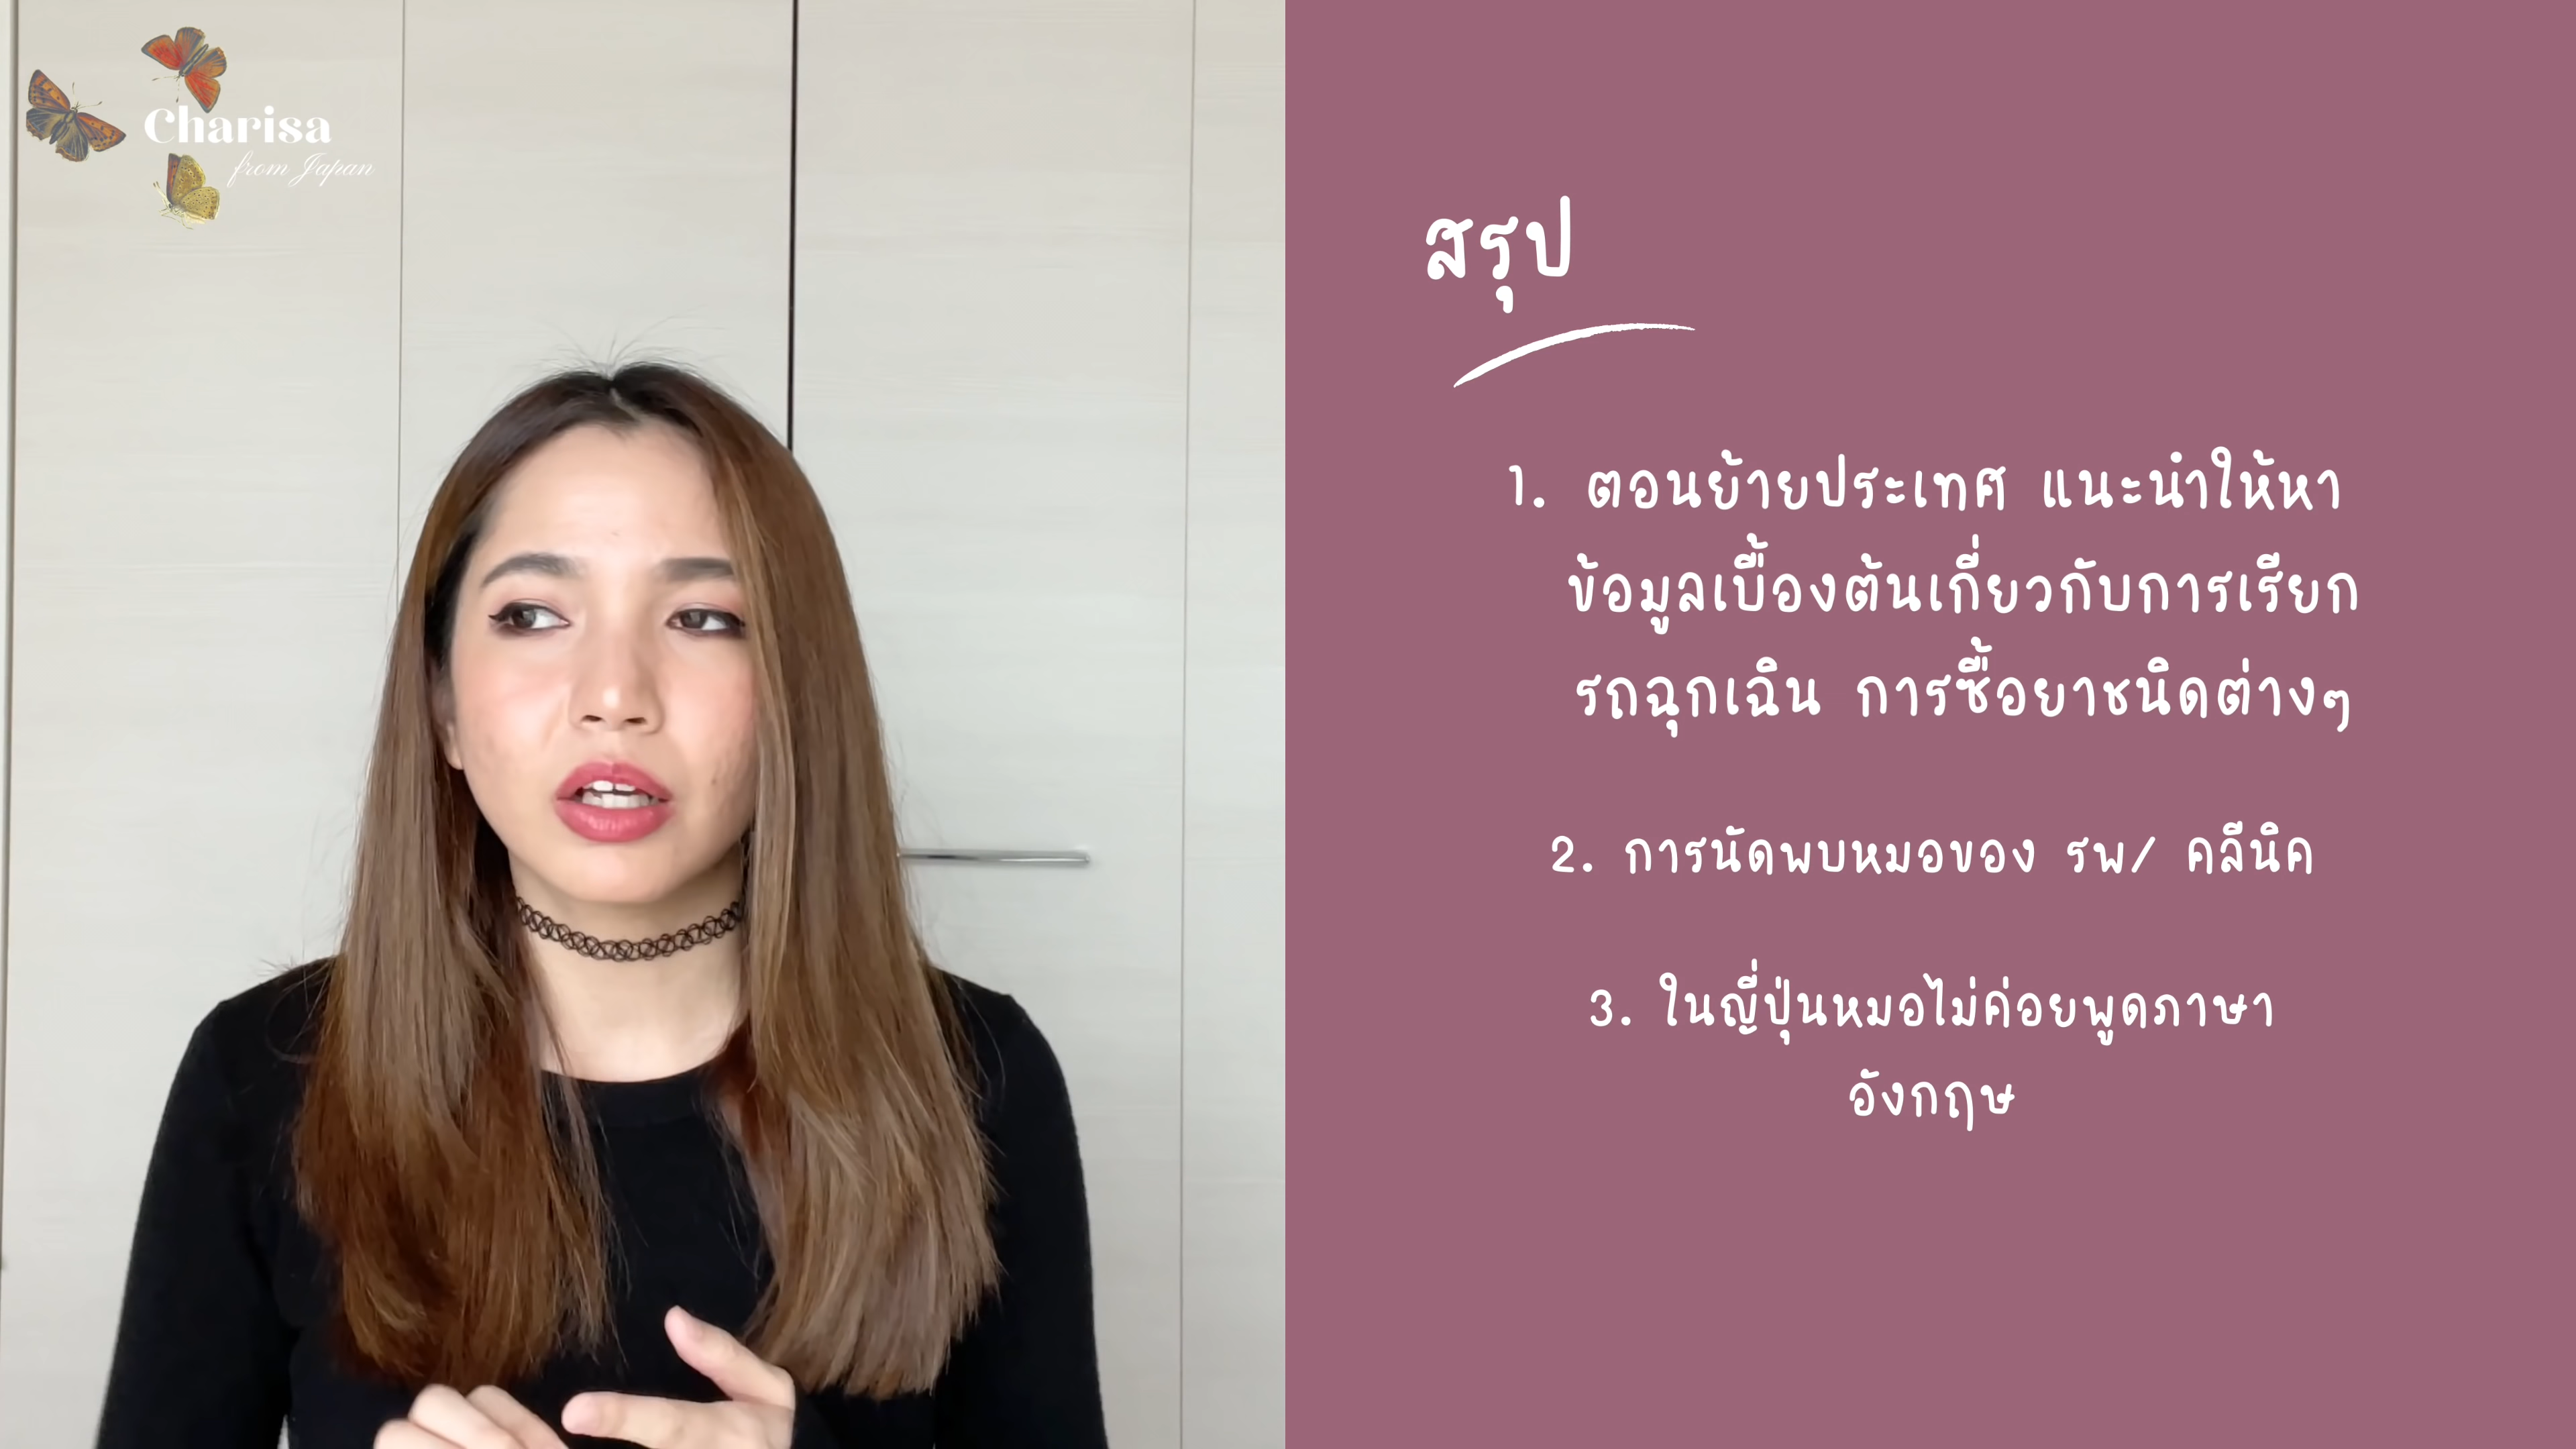 Charisa
from Japan
สรุป
1. ตอนย้ายประเทศ แนะนำให้หา
ข้อมูลเบื้องต้นเกี่ยวกับการเรียก
รถฉุกเฉิน การซื้อยาชนิดต่างๆ
2. การนัดพบหมอของ รพ/ คลีนิค
3. ในญี่ปุ่นหมอไม่ค่อยพูดภาษา
อังกฤษ